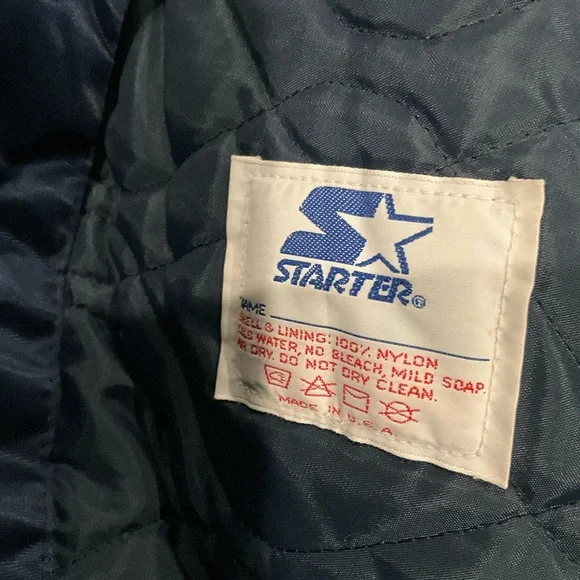 STARTER®
NAME
SHELL & LINING: 100% NYLON
COLD WATER, NO BLEACH, MILD SOAP.
AIR DRY. DO NOT DRY CLEAN.
MADE IN U.S.A.